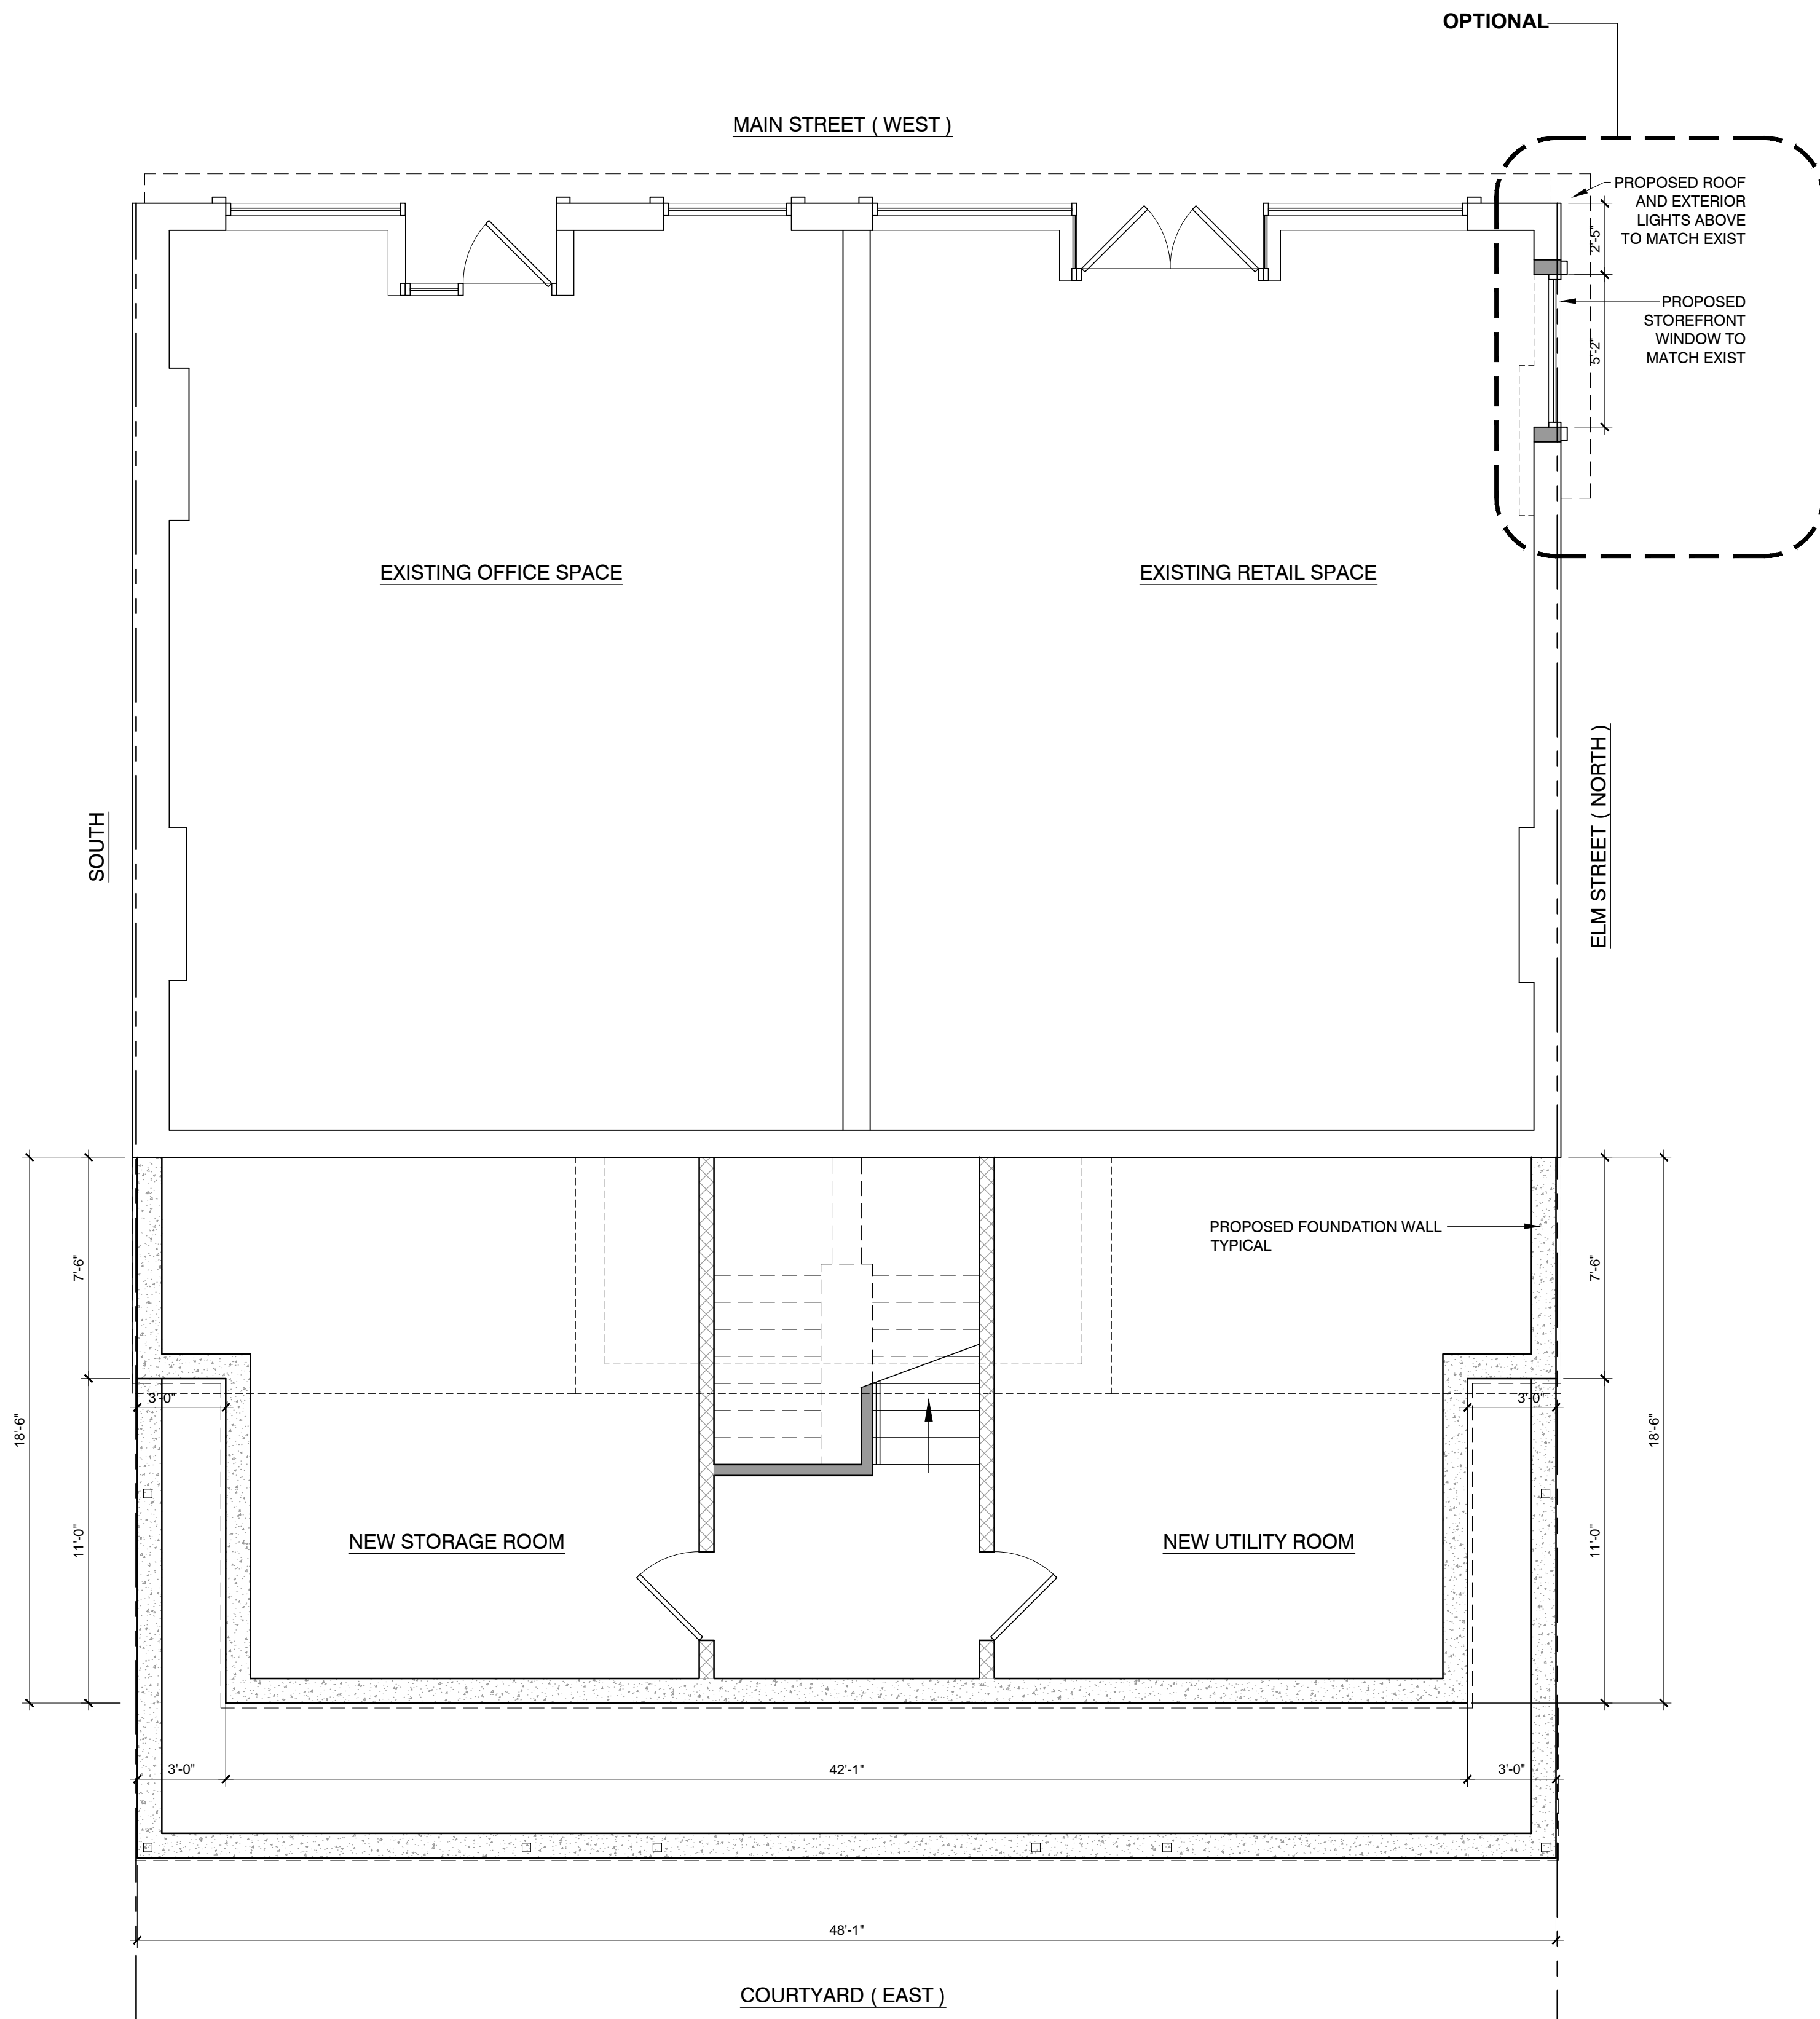 OPTIONAL
MAIN STREET ( WEST )
PROPOSED ROOF
AND EXTERIOR
LIGHTS ABOVE
TO MATCH EXIST
2'-5"
PROPOSED
STOREFRONT
WINDOW TO
MATCH EXIST
5'-2"
EXISTING OFFICE SPACE
EXISTING RETAIL SPACE
SOUTH
ELM STREET ( NORTH )
PROPOSED FOUNDATION WALL
TYPICAL
7'-6"
7'-6"
3'-0"
3'-0"
18'-6"
18'-6"
11'-0"
11'-0"
NEW STORAGE ROOM
NEW UTILITY ROOM
3'-0"
42'-1"
3'-0"
48'-1"
COURTYARD ( EAST )